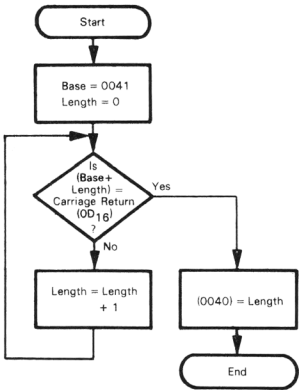 Start
Base = 0041
Length = 0
Is
(Base+
Length) =
Carriage Return
(0D16)
?
Yes
No
Length = Length
+ 1
(0040) = Length
End